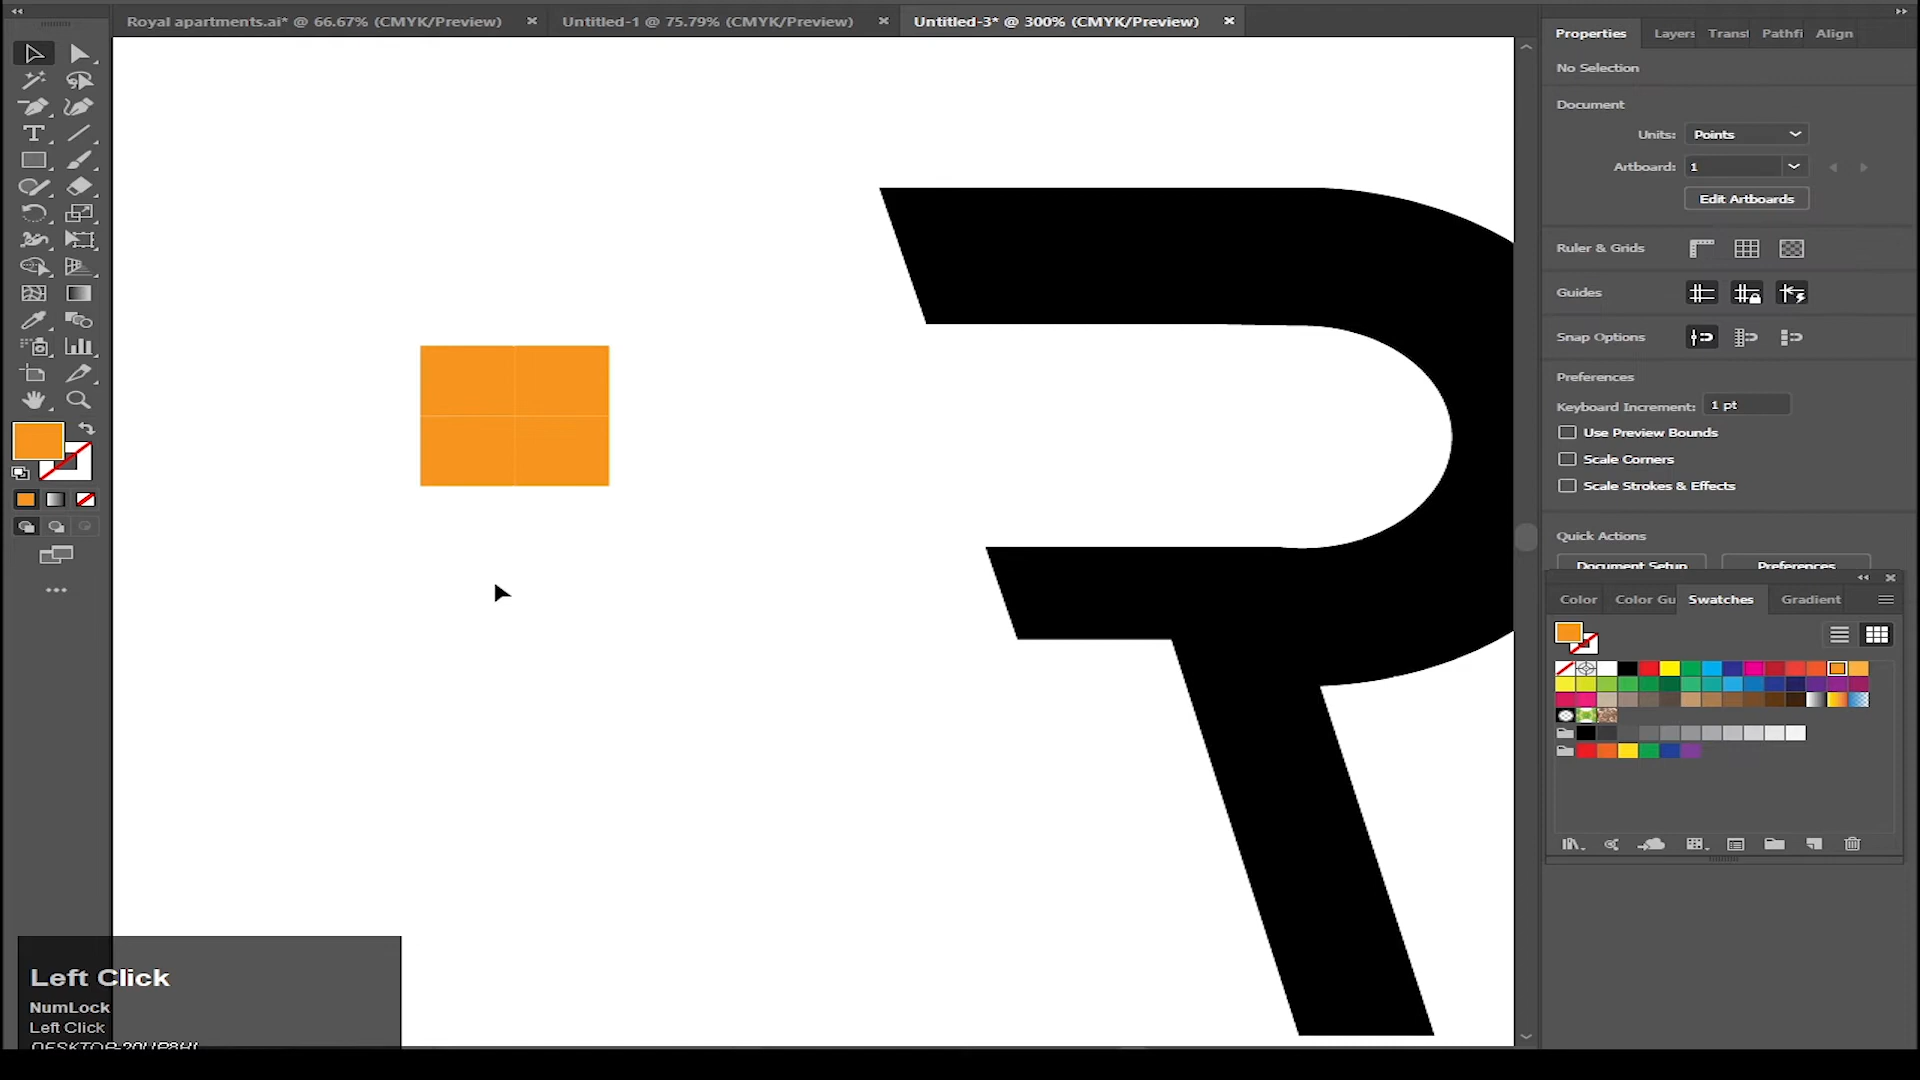 Royal apartments.ai* @ 66.67% (CMYK/Preview)
Untitled-1 @ 75.79% (CMYK/Preview)
Untitled-3* @ 300% (CMYK/Preview)
Properties Layers Transf Pathfi Align
No Selection
Document
Units: Points
Artboard: 1
Edit Artboards
Ruler & Grids
Guides
Snap Options
Preferences
Keyboard Increment: 1 pt
Use Preview Bounds
Scale Corners
Scale Strokes & Effects
Quick Actions
Document Setup Preferences
Color Color Gu Swatches Gradient
Left Click
NumLock
Left Click